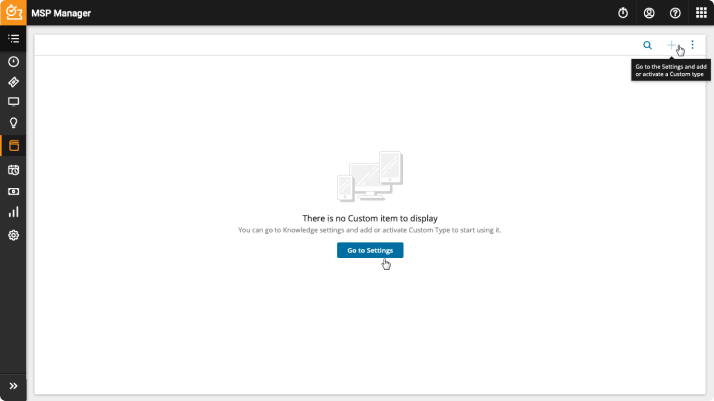 MSP Manager
Go to the Settings and add
or activate a Custom type
There is no Custom item to display
You can go to Knowledge settings and add or activate Custom Type to start using it.
Go to Settings